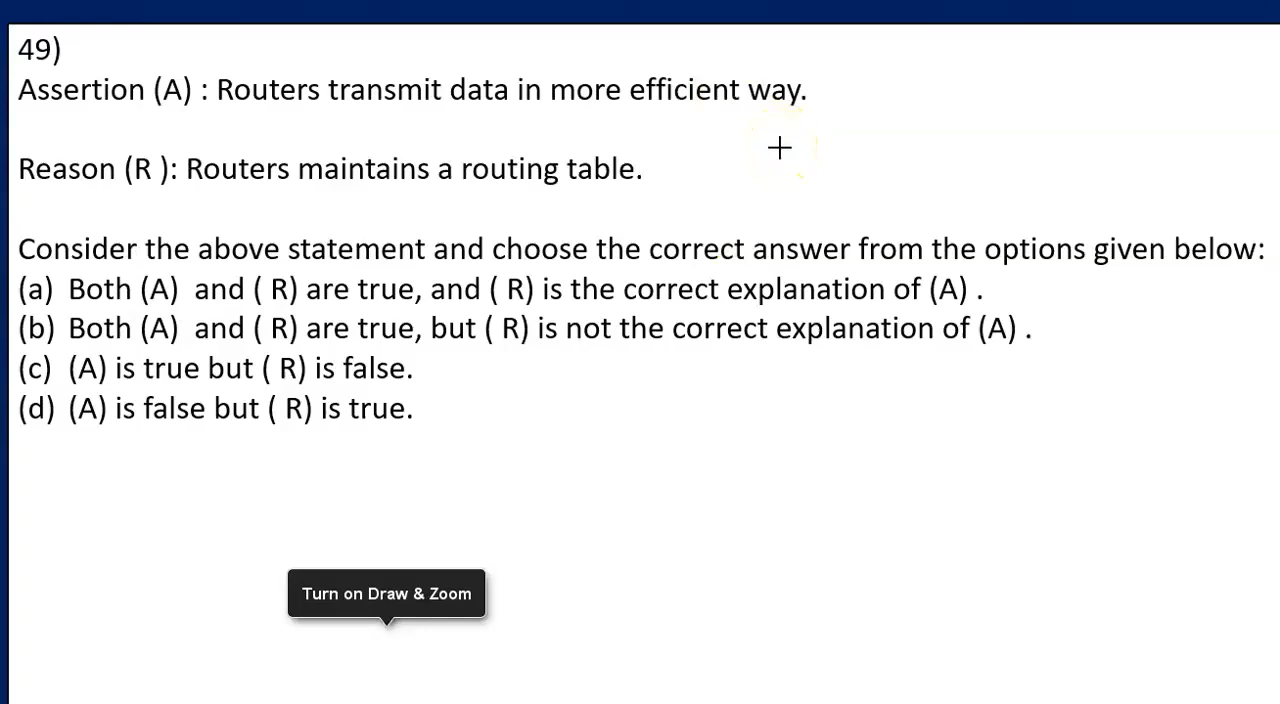 49)
Assertion (A) : Routers transmit data in more efficient way.
Reason (R ): Routers maintains a routing table.
Consider the above statement and choose the correct answer from the options given below:
(a) Both (A) and ( R) are true, and ( R) is the correct explanation of (A) .
(b) Both (A) and ( R) are true, but ( R) is not the correct explanation of (A) .
(c) (A) is true but ( R) is false.
(d) (A) is false but ( R) is true.
Turn on Draw & Zoom